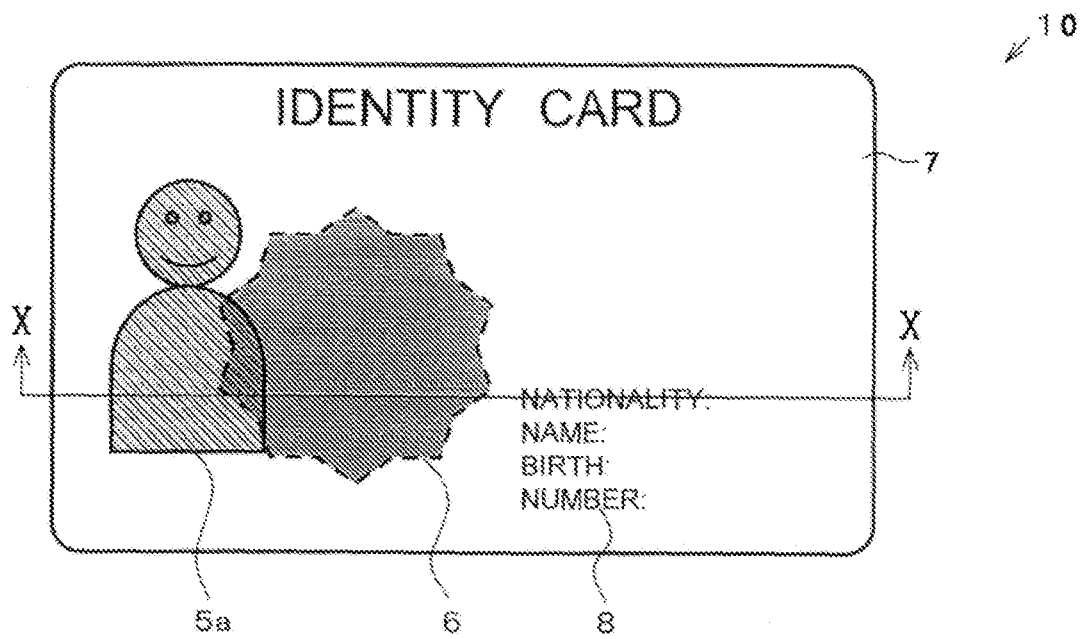 10
IDENTITY CARD
7
X X
NATIONALITY:
NAME:
BIRTH:
NUMBER:
5a 6 8